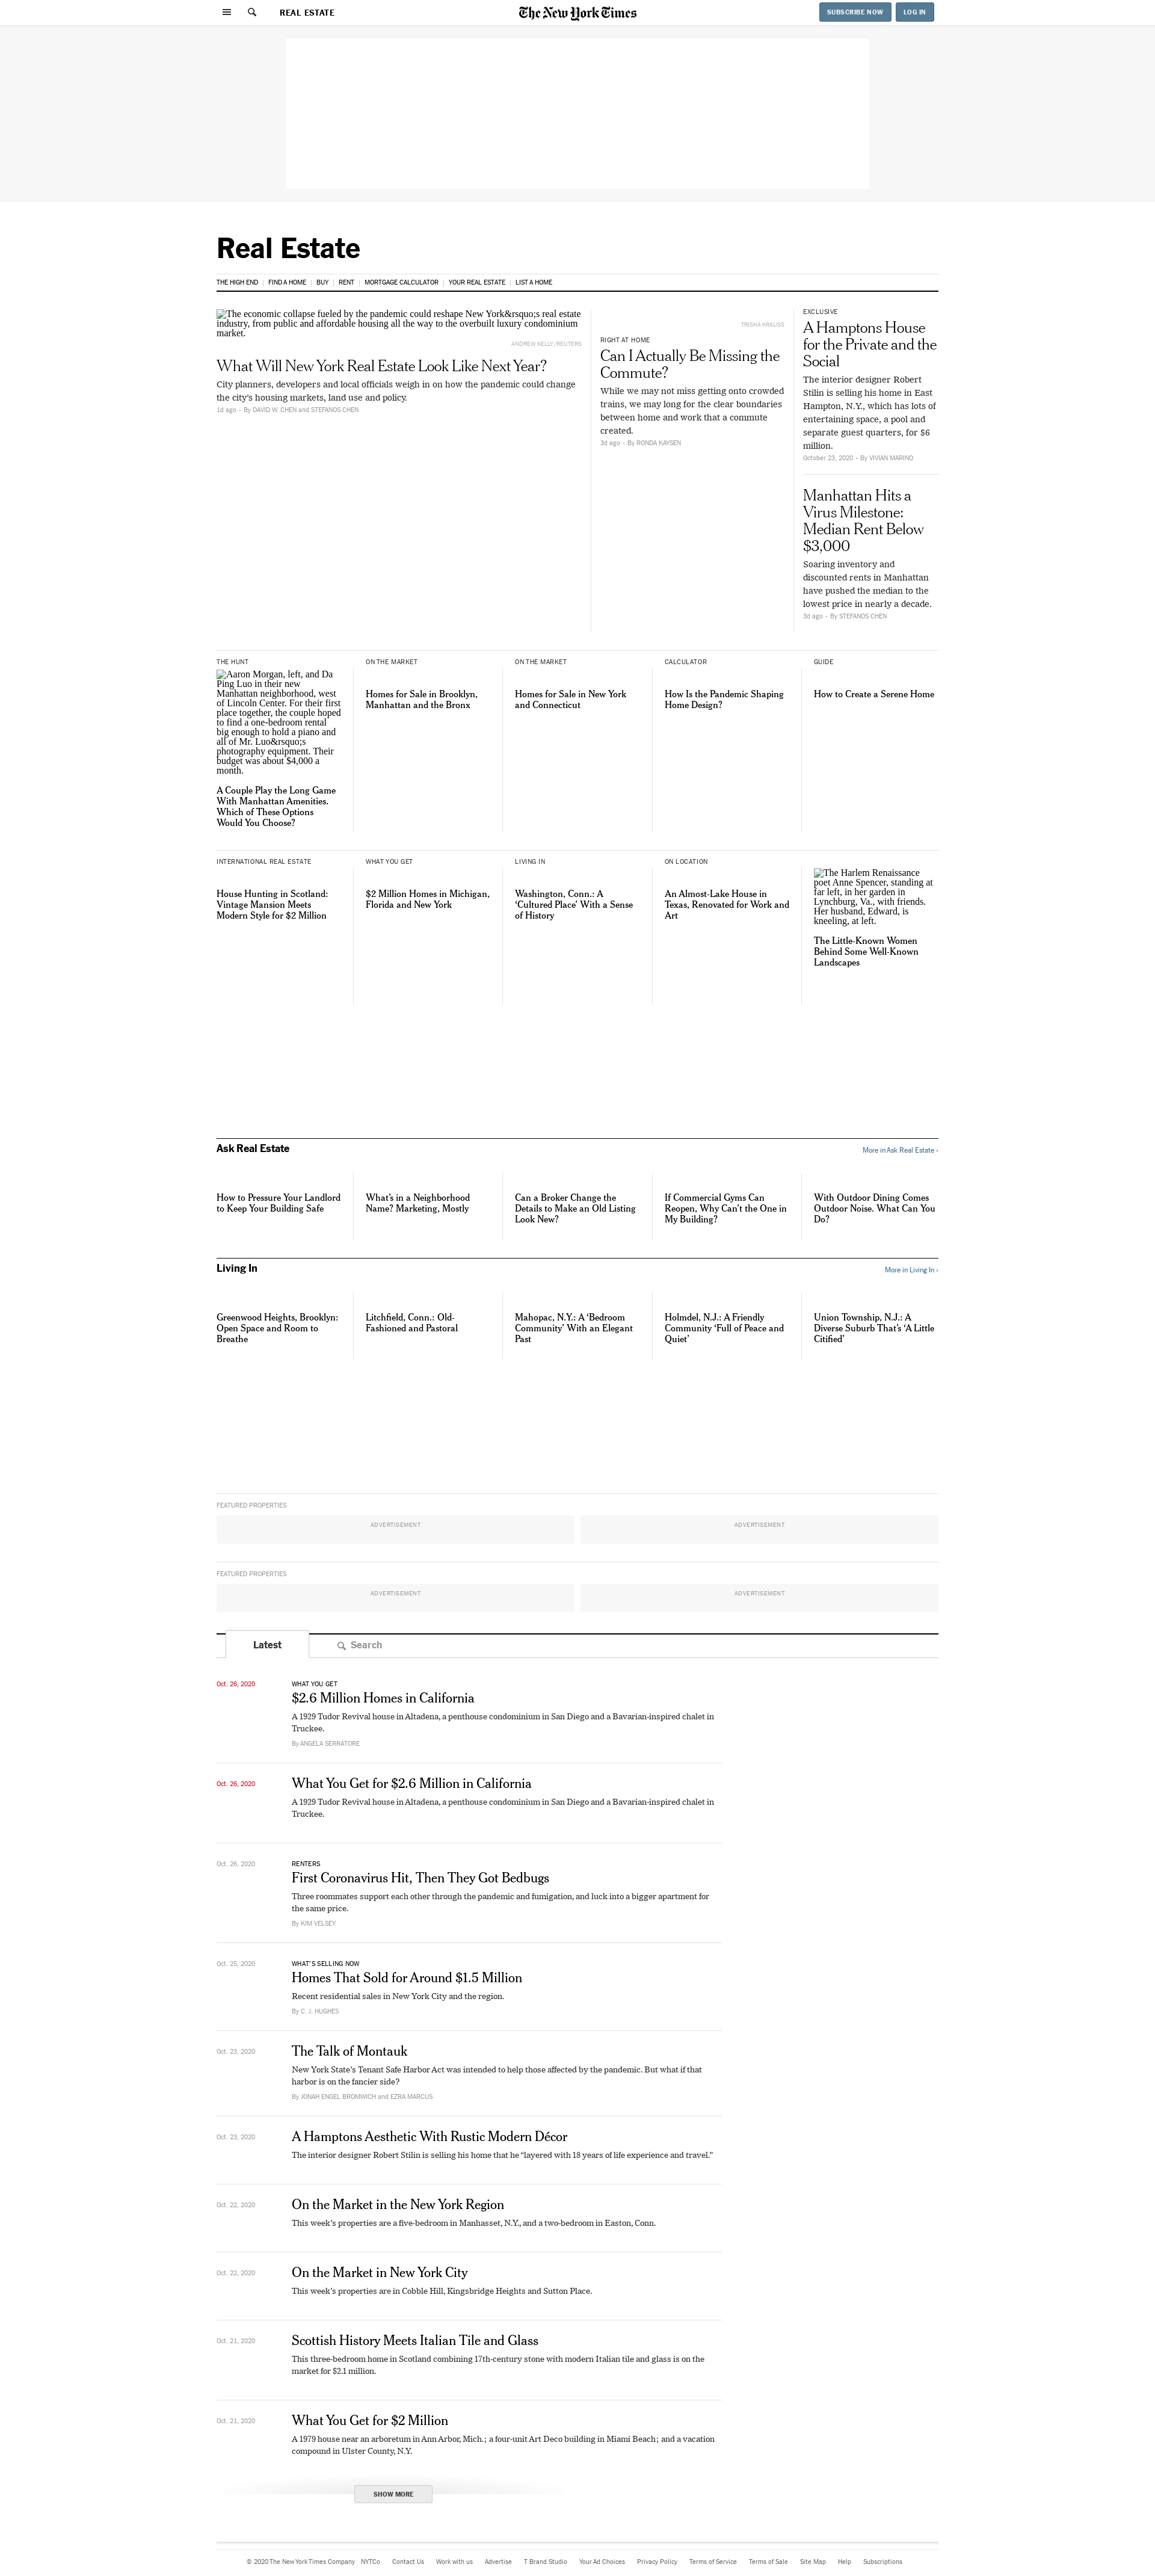 REAL ESTATE
The New York Times
SUBSCRIBE NOW
LOG IN
Real Estate
THE HIGH END
FIND A HOME
BUY
RENT
MORTGAGE CALCULATOR
YOUR REAL ESTATE
LIST A HOME
The economic collapse fueled by the pandemic could reshape New York&rsquo;s real estate
industry, from public and affordable housing all the way to the overbuilt luxury condominium
market.
ANDREW KELLY/REUTERS
What Will New York Real Estate Look Like Next Year?
City planners, developers and local officials weigh in on how the pandemic could change
the city's housing markets, land use and policy.
1d ago - By DAVID W. CHEN and STEFANOS CHEN
TRISHA KRAUSS
RIGHT AT HOME
Can I Actually Be Missing the
Commute?
While we may not miss getting onto crowded
trains, we may long for the clear boundaries
between home and work that a commute
created.
3d ago - By RONDA KAYSEN
EXCLUSIVE
A Hamptons House
for the Private and the
Social
The interior designer Robert
Stilin is selling his home in East
Hampton, N.Y., which has lots of
entertaining space, a pool and
separate guest quarters, for $6
million.
October 23, 2020 - By VIVIAN MARINO
Manhattan Hits a
Virus Milestone:
Median Rent Below
$3,000
Soaring inventory and
discounted rents in Manhattan
have pushed the median to the
lowest price in nearly a decade.
3d ago - By STEFANOS CHEN
THE HUNT
Aaron Morgan, left, and Da
Ping Luo in their new
Manhattan neighborhood, west
of Lincoln Center. For their first
place together, the couple hoped
to find a one-bedroom rental
big enough to hold a piano and
all of Mr. Luo&rsquo;s
photography equipment. Their
budget was about $4,000 a
month.
A Couple Play the Long Game
With Manhattan Amenities.
Which of These Options
Would You Choose?
ON THE MARKET
Homes for Sale in Brooklyn,
Manhattan and the Bronx
ON THE MARKET
Homes for Sale in New York
and Connecticut
CALCULATOR
How Is the Pandemic Shaping
Home Design?
GUIDE
How to Create a Serene Home
INTERNATIONAL REAL ESTATE
House Hunting in Scotland:
Vintage Mansion Meets
Modern Style for $2 Million
WHAT YOU GET
$2 Million Homes in Michigan,
Florida and New York
LIVING IN
Washington, Conn.: A
‘Cultured Place’ With a Sense
of History
ON LOCATION
An Almost-Lake House in
Texas, Renovated for Work and
Art
The Harlem Renaissance
poet Anne Spencer, standing at
far left, in her garden in
Lynchburg, Va., with friends.
Her husband, Edward, is
kneeling, at left.
The Little-Known Women
Behind Some Well-Known
Landscapes
Ask Real Estate
More in Ask Real Estate ›
How to Pressure Your Landlord
to Keep Your Building Safe
What’s in a Neighborhood
Name? Marketing, Mostly
Can a Broker Change the
Details to Make an Old Listing
Look New?
If Commercial Gyms Can
Reopen, Why Can’t the One in
My Building?
With Outdoor Dining Comes
Outdoor Noise. What Can You
Do?
Living In
More in Living In ›
Greenwood Heights, Brooklyn:
Open Space and Room to
Breathe
Litchfield, Conn.: Old-
Fashioned and Pastoral
Mahopac, N.Y.: A ‘Bedroom
Community’ With an Elegant
Past
Holmdel, N.J.: A Friendly
Community ‘Full of Peace and
Quiet’
Union Township, N.J.: A
Diverse Suburb That’s ‘A Little
Citified’
FEATURED PROPERTIES
ADVERTISEMENT
ADVERTISEMENT
FEATURED PROPERTIES
ADVERTISEMENT
ADVERTISEMENT
Latest
Search
Oct. 26, 2020
WHAT YOU GET
$2.6 Million Homes in California
A 1929 Tudor Revival house in Altadena, a penthouse condominium in San Diego and a Bavarian-inspired chalet in
Truckee.
By ANGELA SERRATORE
Oct. 26, 2020
What You Get for $2.6 Million in California
A 1929 Tudor Revival house in Altadena, a penthouse condominium in San Diego and a Bavarian-inspired chalet in
Truckee.
Oct. 26, 2020
RENTERS
First Coronavirus Hit, Then They Got Bedbugs
Three roommates support each other through the pandemic and fumigation, and luck into a bigger apartment for
the same price.
By KIM VELSEY
Oct. 25, 2020
WHAT’S SELLING NOW
Homes That Sold for Around $1.5 Million
Recent residential sales in New York City and the region.
By C. J. HUGHES
Oct. 23, 2020
The Talk of Montauk
New York State’s Tenant Safe Harbor Act was intended to help those affected by the pandemic. But what if that
harbor is on the fancier side?
By JONAH ENGEL BROMWICH and EZRA MARCUS
Oct. 23, 2020
A Hamptons Aesthetic With Rustic Modern Décor
The interior designer Robert Stilin is selling his home that he “layered with 18 years of life experience and travel.”
Oct. 22, 2020
On the Market in the New York Region
This week’s properties are a five-bedroom in Manhasset, N.Y., and a two-bedroom in Easton, Conn.
Oct. 22, 2020
On the Market in New York City
This week’s properties are in Cobble Hill, Kingsbridge Heights and Sutton Place.
Oct. 21, 2020
Scottish History Meets Italian Tile and Glass
This three-bedroom home in Scotland combining 17th-century stone with modern Italian tile and glass is on the
market for $2.1 million.
Oct. 21, 2020
What You Get for $2 Million
A 1979 house near an arboretum in Ann Arbor, Mich.; a four-unit Art Deco building in Miami Beach; and a vacation
compound in Ulster County, N.Y.
SHOW MORE
© 2020 The New York Times Company
NYTCo
Contact Us
Work with us
Advertise
T Brand Studio
Your Ad Choices
Privacy Policy
Terms of Service
Terms of Sale
Site Map
Help
Subscriptions